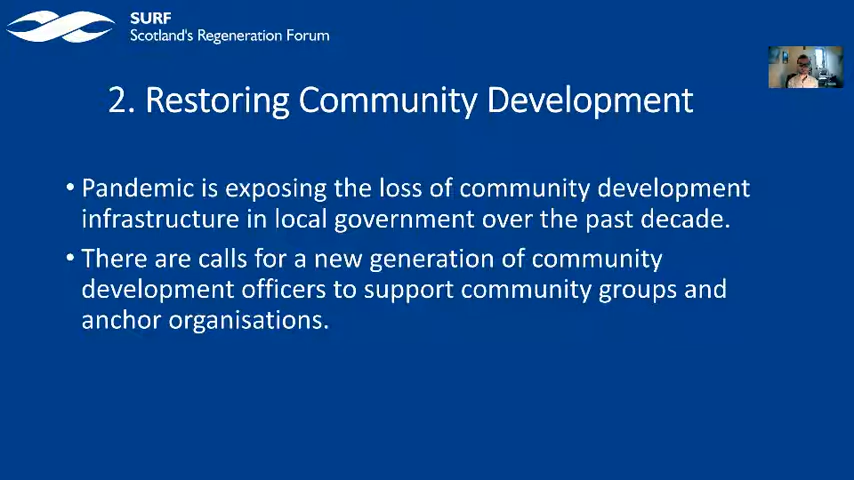 SURF
Scotland's Regeneration Forum
2. Restoring Community Development
• Pandemic is exposing the loss of community development
infrastructure in local government over the past decade.
• There are calls for a new generation of community
development officers to support community groups and
anchor organisations.